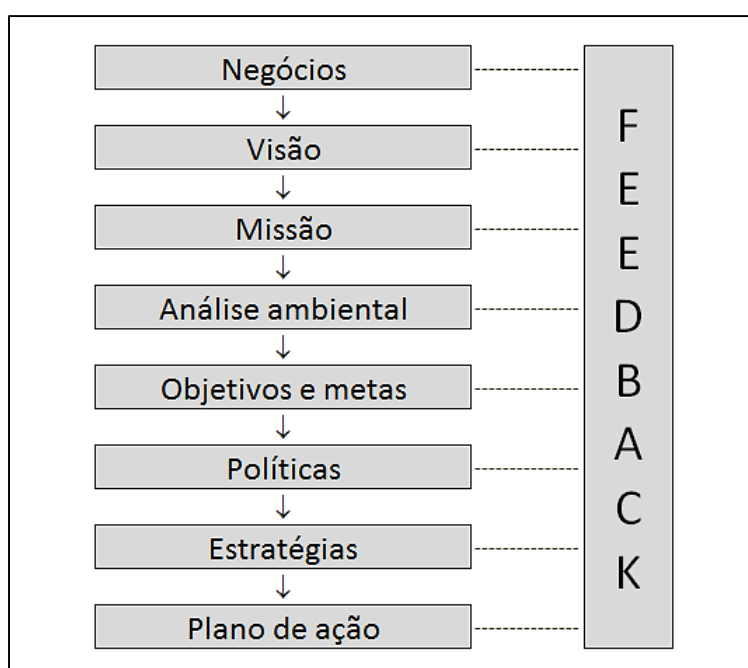 Negócios
Visão
Missão
Análise ambiental
Objetivos e metas
Políticas
Estratégias
Plano de ação
F
E
E
D
B
A
C
K